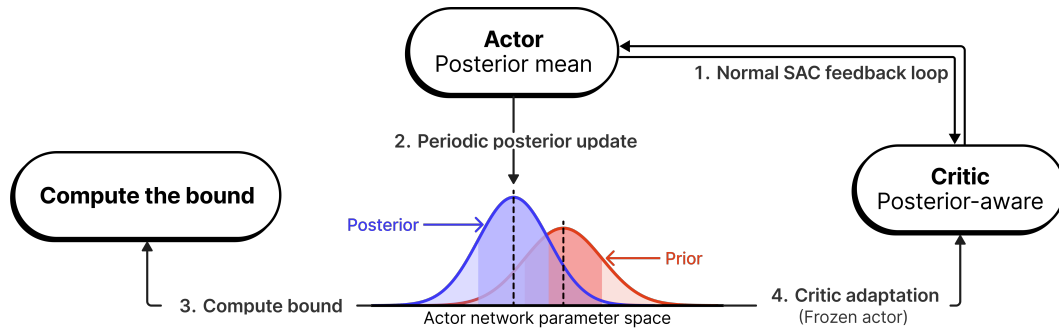 Actor
Posterior mean
1. Normal SAC feedback loop
2. Periodic posterior update
Compute the bound
Critic
Posterior-aware
Posterior
Prior
3. Compute bound
4. Critic adaptation
(Frozen actor)
Actor network parameter space